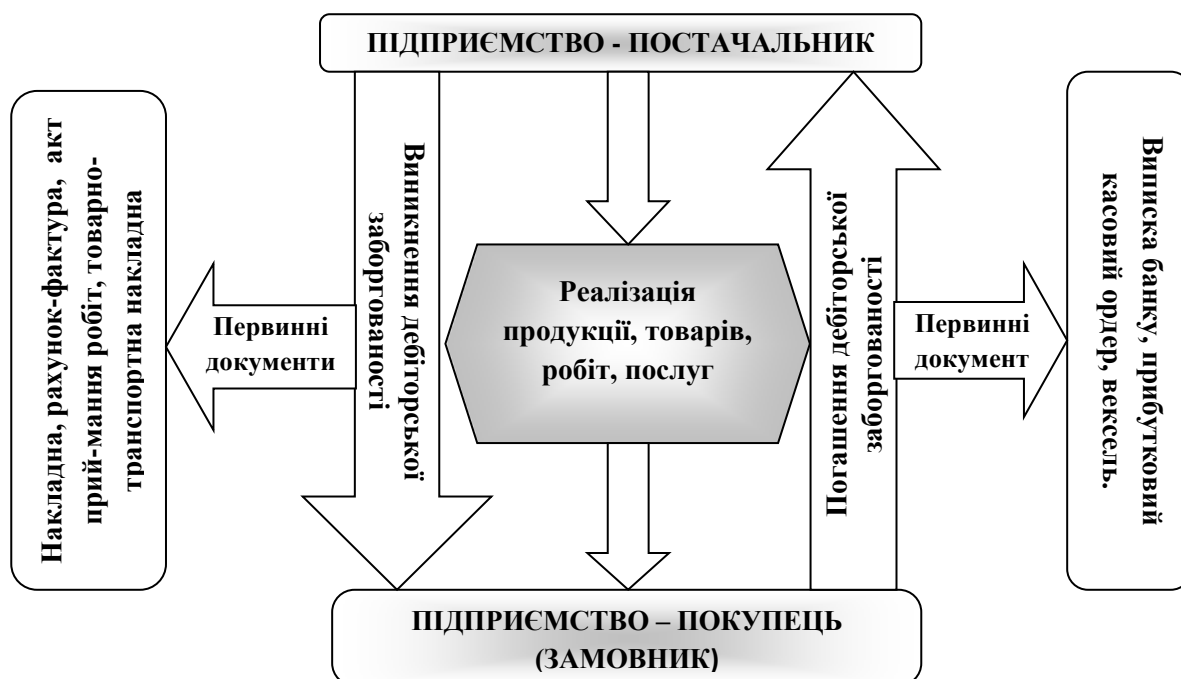 ПІДПРИЄМСТВО - ПОСТАЧАЛЬНИК
Накладна, рахунок-фактура, акт
прий-мання робіт, товарно-
транспортна накладна
Первинні
документи
Виникнення дебіторської
заборгованості
Реалізація
продукції, товарів,
робіт, послуг
Погашення дебіторської
заборгованості
Первинні
документ
Виписка банку, прибутковий
касовий ордер, вексель.
ПІДПРИЄМСТВО – ПОКУПЕЦЬ
(ЗАМОВНИК)